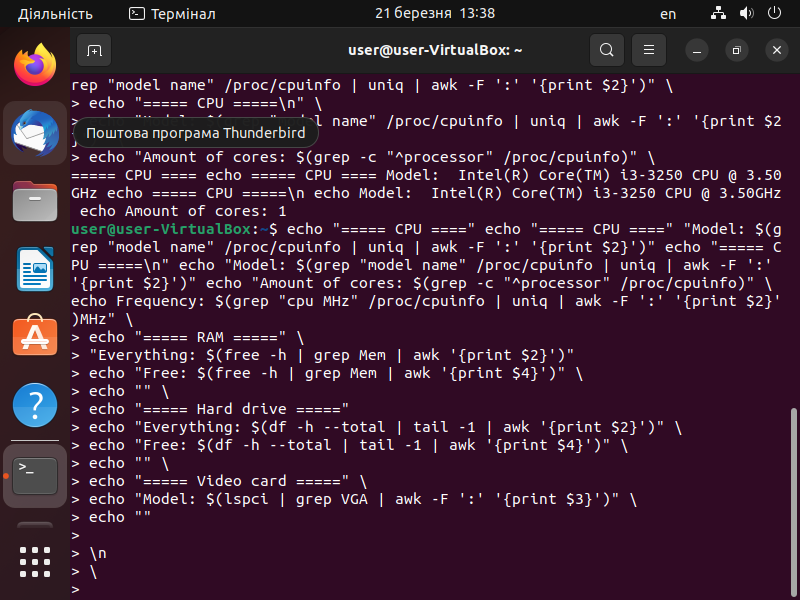 Діяльність
Термінал
21 березня 13:38
en
user@user-VirtualBox: ~
rep "model name" /proc/cpuinfo | uniq | awk -F ':' '{print $2}')" \
> echo "===== CPU =====\n" \
name" /proc/cpuinfo | uniq | awk -F ':' '{print $2
Поштова програма Thunderbird
> echo "Amount of cores: $(grep -c "^processor" /proc/cpuinfo)" \
===== CPU ==== echo ===== CPU ==== Model:  Intel(R) Core(TM) i3-3250 CPU @ 3.50
GHz echo ===== CPU =====\n echo Model:  Intel(R) Core(TM) i3-3250 CPU @ 3.50GHz
 echo Amount of cores: 1
user@user-VirtualBox:~$ echo "===== CPU ====" echo "===== CPU ====" "Model: $(g
rep "model name" /proc/cpuinfo | uniq | awk -F ':' '{print $2}')" echo "===== C
PU =====\n" echo "Model: $(grep "model name" /proc/cpuinfo | uniq | awk -F ':'
'{print $2}')" echo "Amount of cores: $(grep -c "^processor" /proc/cpuinfo)" \
echo Frequency: $(grep "cpu MHz" /proc/cpuinfo | uniq | awk -F ':' '{print $2}'
)MHz" \
> echo "===== RAM =====" \
> "Everything: $(free -h | grep Mem | awk '{print $2}')"
> echo "Free: $(free -h | grep Mem | awk '{print $4}')" \
> echo "" \
> echo "===== Hard drive ====="
> echo "Everything: $(df -h --total | tail -1 | awk '{print $2}')" \
> echo "Free: $(df -h --total | tail -1 | awk '{print $4}')" \
> echo "" \
> echo "===== Video card =====" \
> echo "Model: $(lspci | grep VGA | awk -F ':' '{print $3}')" \
> echo ""
>
> \n
> \
>